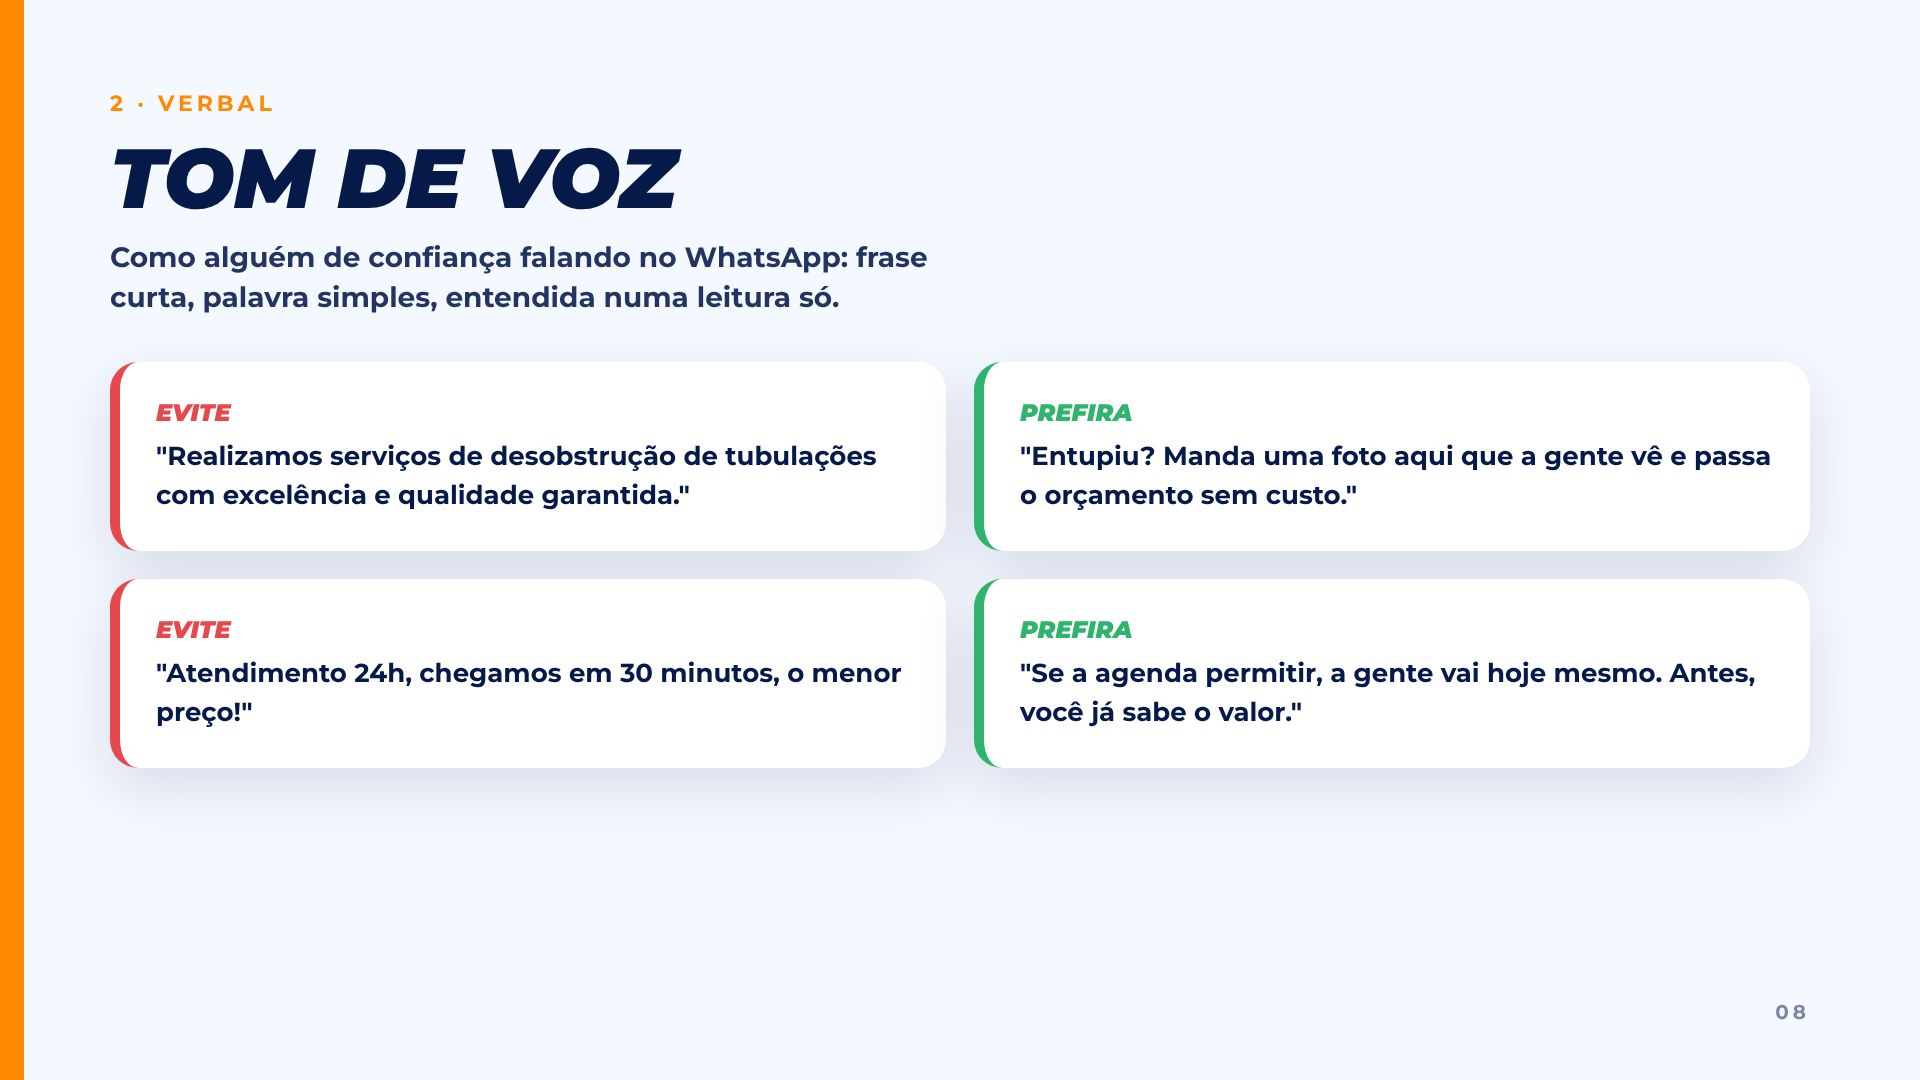 2 · VERBAL
TOM DE VOZ
Como alguém de confiança falando no WhatsApp: frase
curta, palavra simples, entendida numa leitura só.
EVITE
"Realizamos serviços de desobstrução de tubulações
com excelência e qualidade garantida."
PREFIRA
"Entupiu? Manda uma foto aqui que a gente vê e passa
o orçamento sem custo."
EVITE
"Atendimento 24h, chegamos em 30 minutos, o menor
preço!"
PREFIRA
"Se a agenda permitir, a gente vai hoje mesmo. Antes,
você já sabe o valor."
08